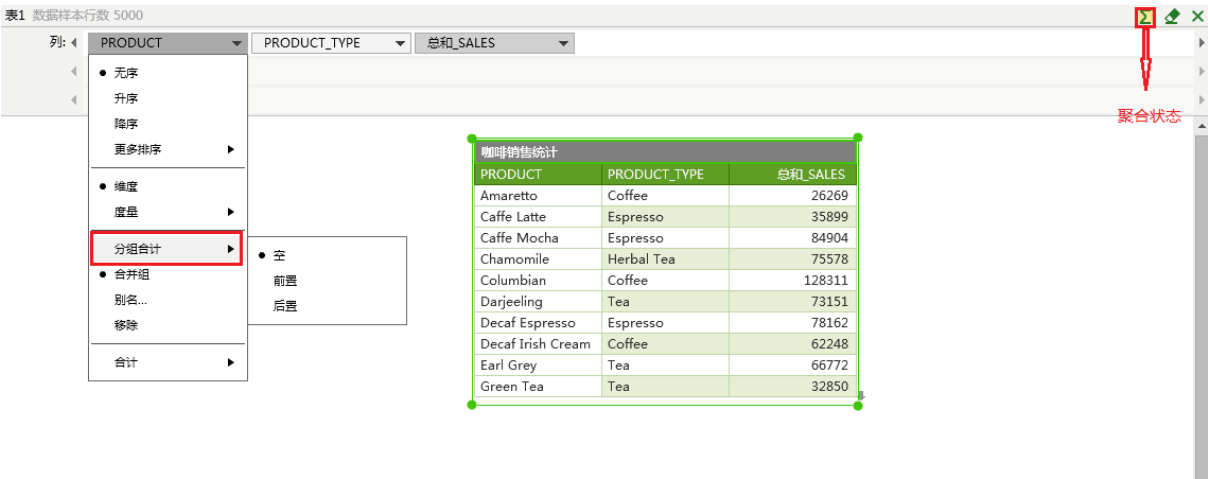 表1 数据样本行数 5000
列: PRODUCT PRODUCT_TYPE 总和_SALES
无序
升序
降序
更多排序
维度
度量
分组合计
合并组
别名...
移除
合计
空
前置
后置
聚合状态
咖啡销售统计
PRODUCT PRODUCT_TYPE 总和_SALES
Amaretto Coffee 26269
Caffe Latte Espresso 35899
Caffe Mocha Espresso 84904
Chamomile Herbal Tea 75578
Columbian Coffee 128311
Darjeeling Tea 73151
Decaf Espresso Espresso 78162
Decaf Irish Cream Coffee 62248
Earl Grey Tea 66772
Green Tea Tea 32850